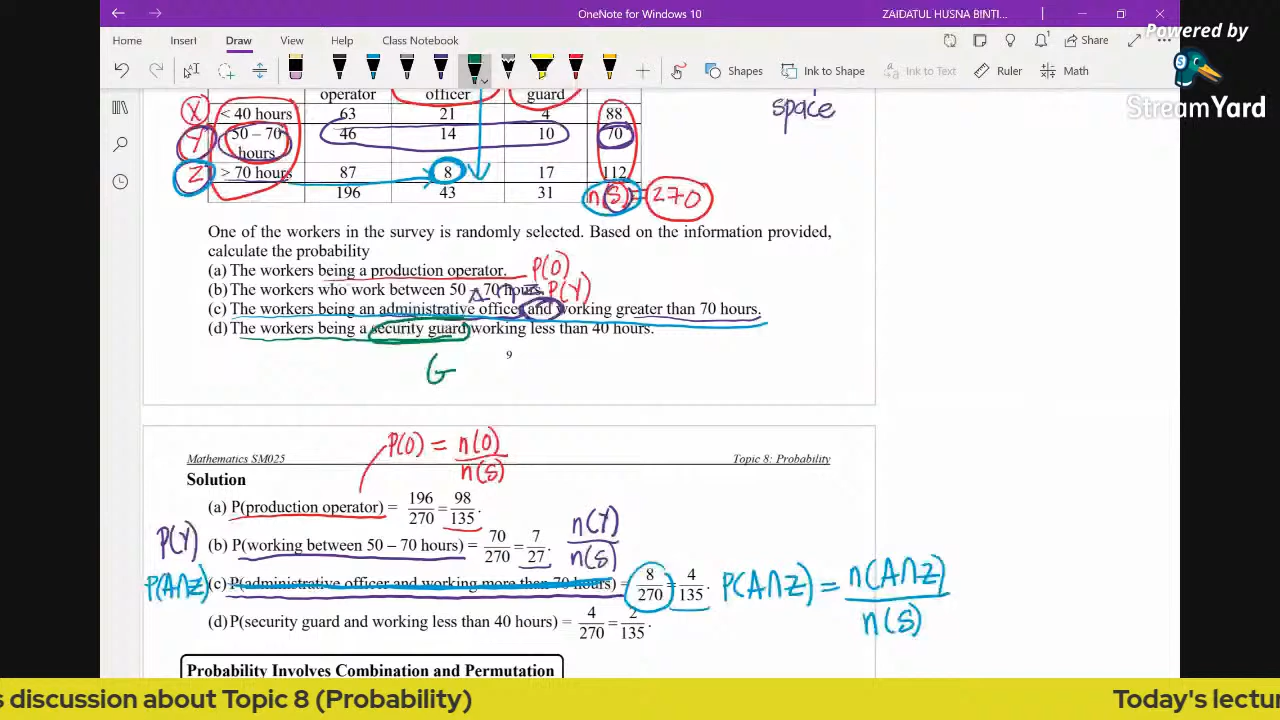 OneNote for Windows 10
ZAIDATUL HUSNA BINTI...
Powered by
StreamYard
Home Insert Draw View Help Class Notebook
Share
Shapes Ink to Shape Ink to Text Ruler Math
operator officer guard
X < 40 hours 63 21 4 88
Y 50 – 70 hours 46 14 10 70
Z > 70 hours 87 8 17 112
196 43 31 n(S) = 270
space
One of the workers in the survey is randomly selected. Based on the information provided,
calculate the probability
(a) The workers being a production operator. P(O)
(b) The workers who work between 50 – 70 hours. P(Y)
(c) The workers being an administrative officer and working greater than 70 hours.
(d) The workers being a security guard working less than 40 hours.
G
9
P(O) = n(O)/n(S)
Mathematics SM025 Topic 8: Probability
Solution
(a) P(production operator) = 196/270 = 98/135.
P(Y) (b) P(working between 50 – 70 hours) = 70/270 = 7/27. n(Y)/n(S)
P(A∩Z) (c) P(administrative officer and working more than 70 hours) = 8/270 = 4/135. P(A∩Z) = n(A∩Z)/n(S)
(d) P(security guard and working less than 40 hours) = 4/270 = 2/135.
Probability Involves Combination and Permutation
s discussion about Topic 8 (Probability) Today's lectur